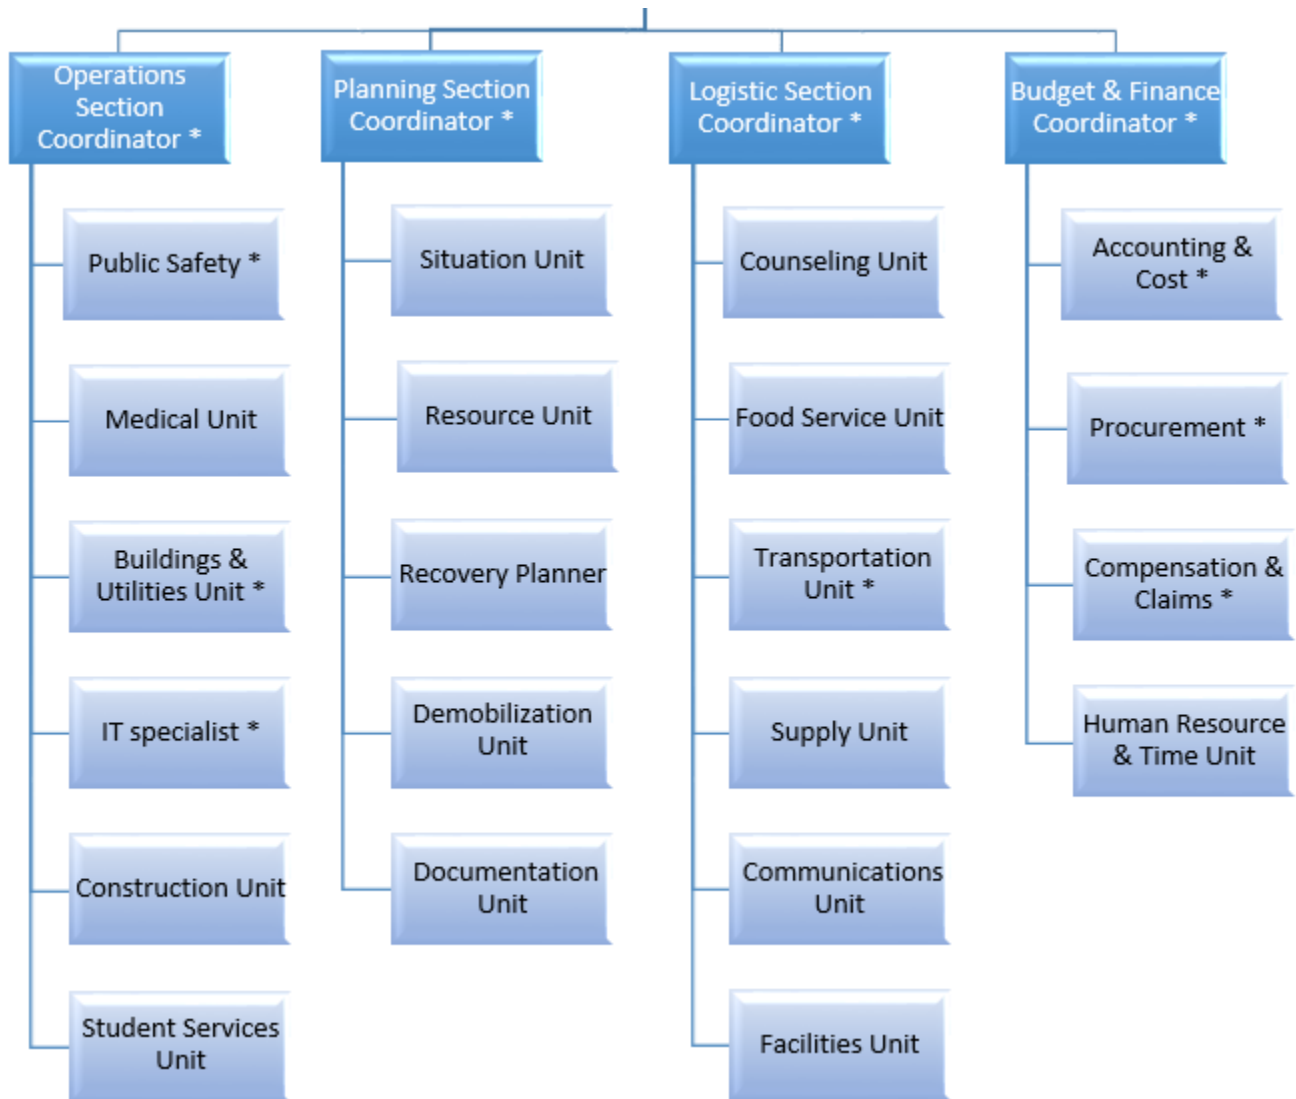 Operations
Section
Coordinator *
Public Safety *
Medical Unit
Buildings &
Utilities Unit *
IT specialist *
Construction Unit
Student Services
Unit
Planning Section
Coordinator *
Situation Unit
Resource Unit
Recovery Planner
Demobilization
Unit
Documentation
Unit
Logistic Section
Coordinator *
Counseling Unit
Food Service Unit
Transportation
Unit *
Supply Unit
Communications
Unit
Facilities Unit
Budget & Finance
Coordinator *
Accounting &
Cost *
Procurement *
Compensation &
Claims *
Human Resource
& Time Unit